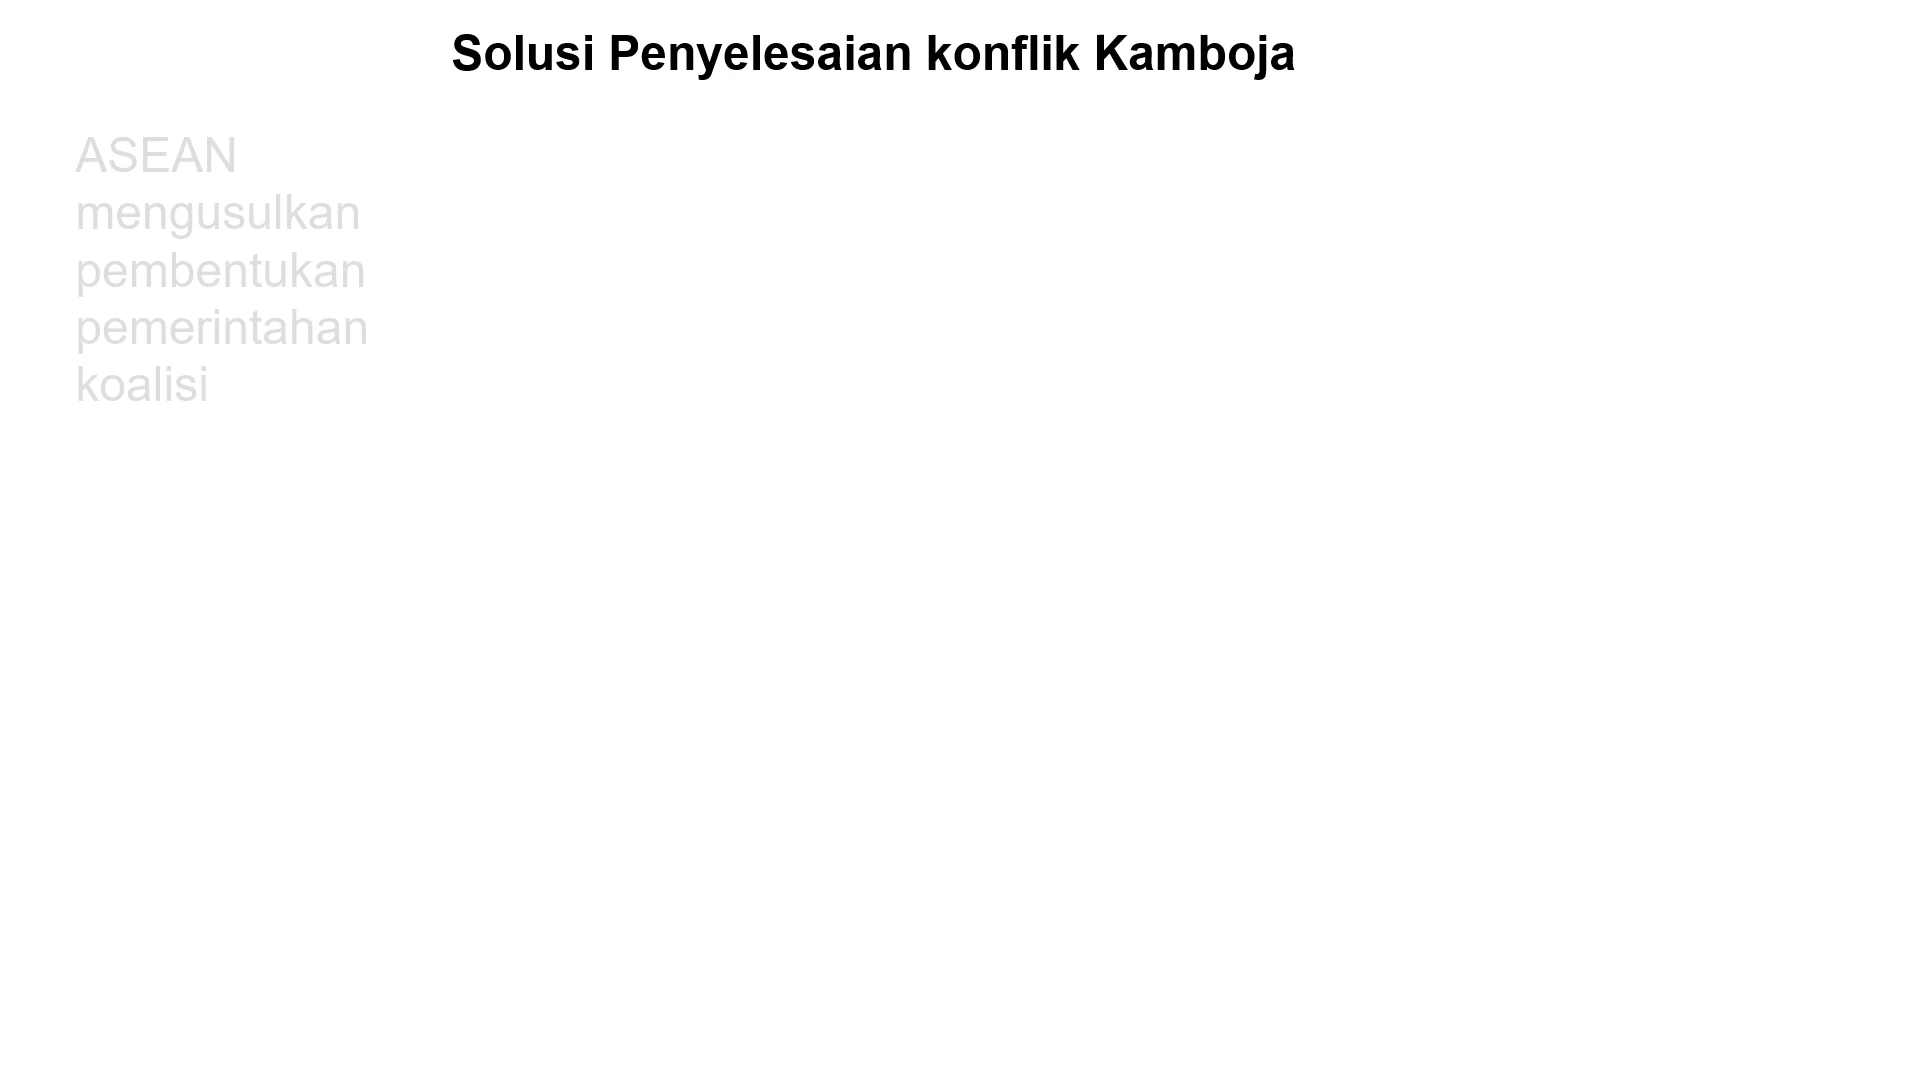 Solusi Penyelesaian konflik Kamboja
ASEAN
mengusulkan
pembentukan
pemerintahan
koalisi